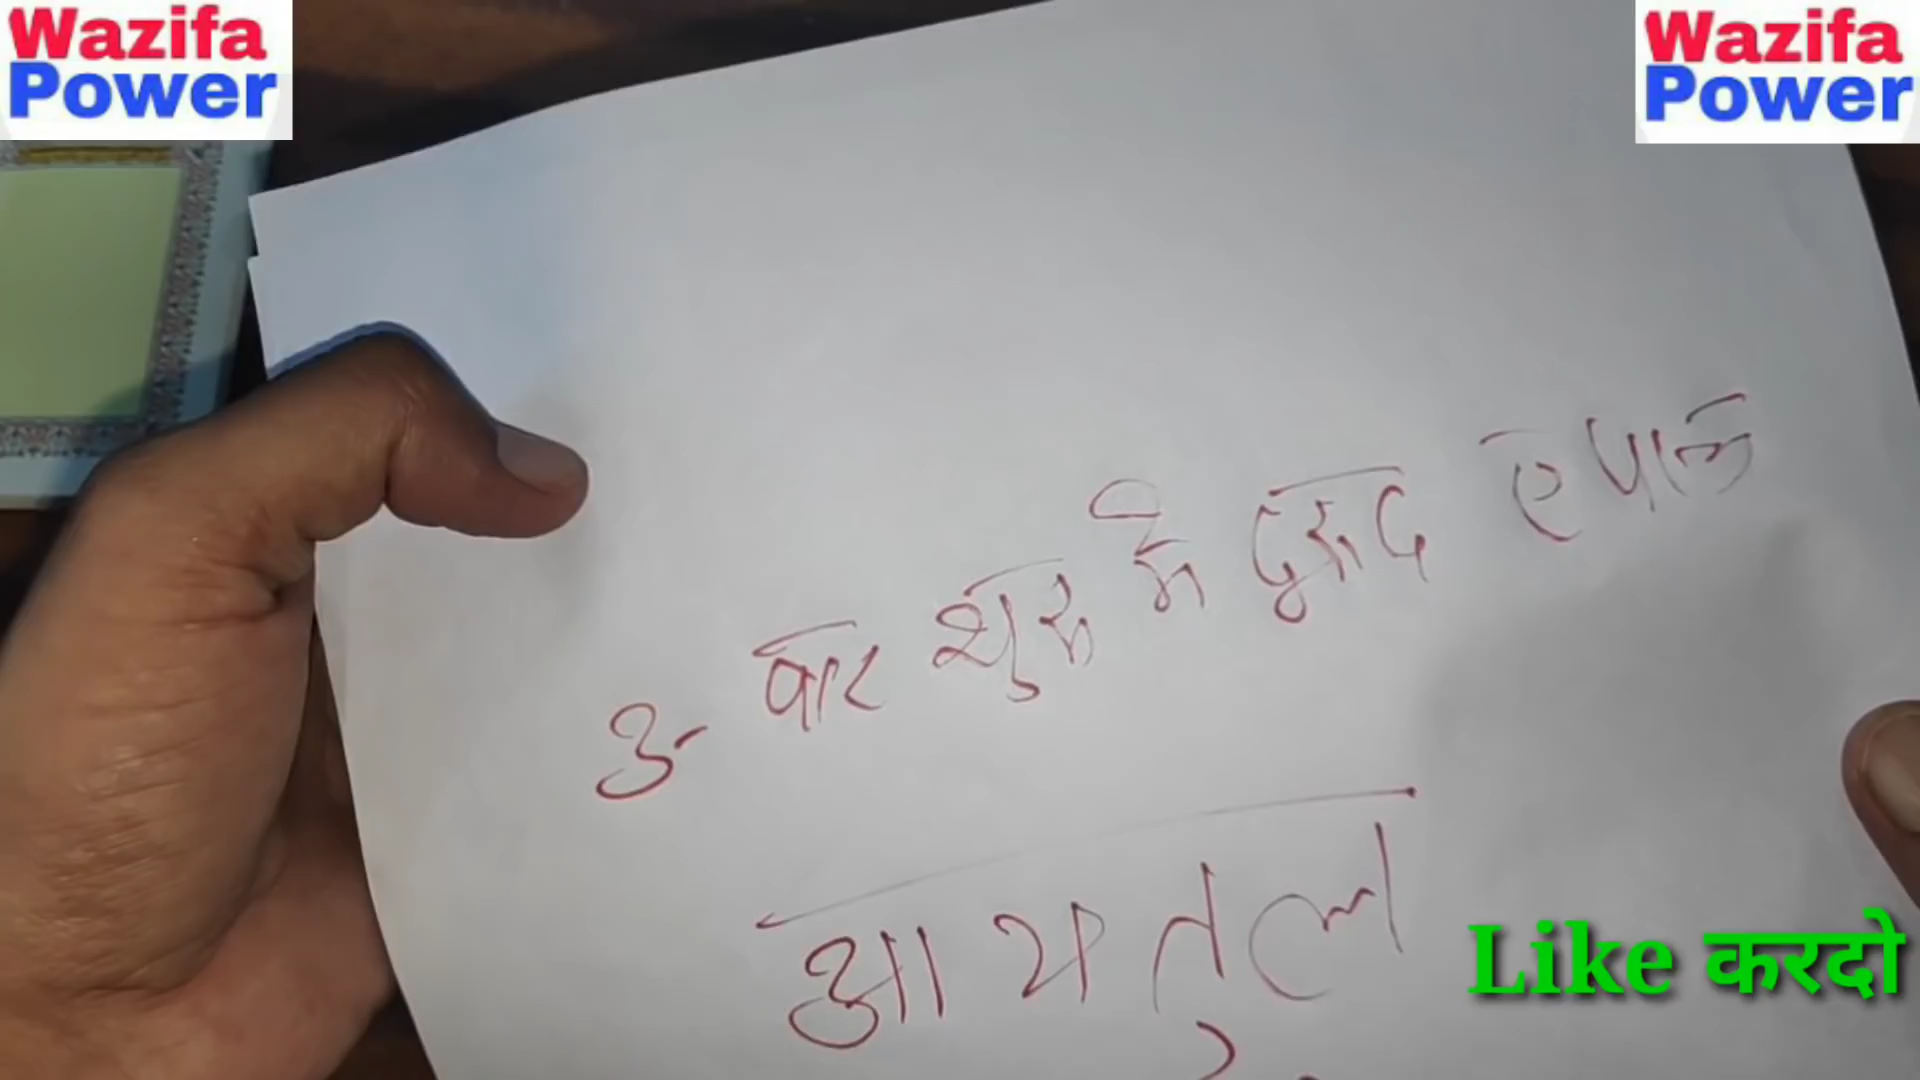 Wazifa
Power
Wazifa
Power
3- बार शुरू में दुरूद ए पाक
आयतुल
Like करदो